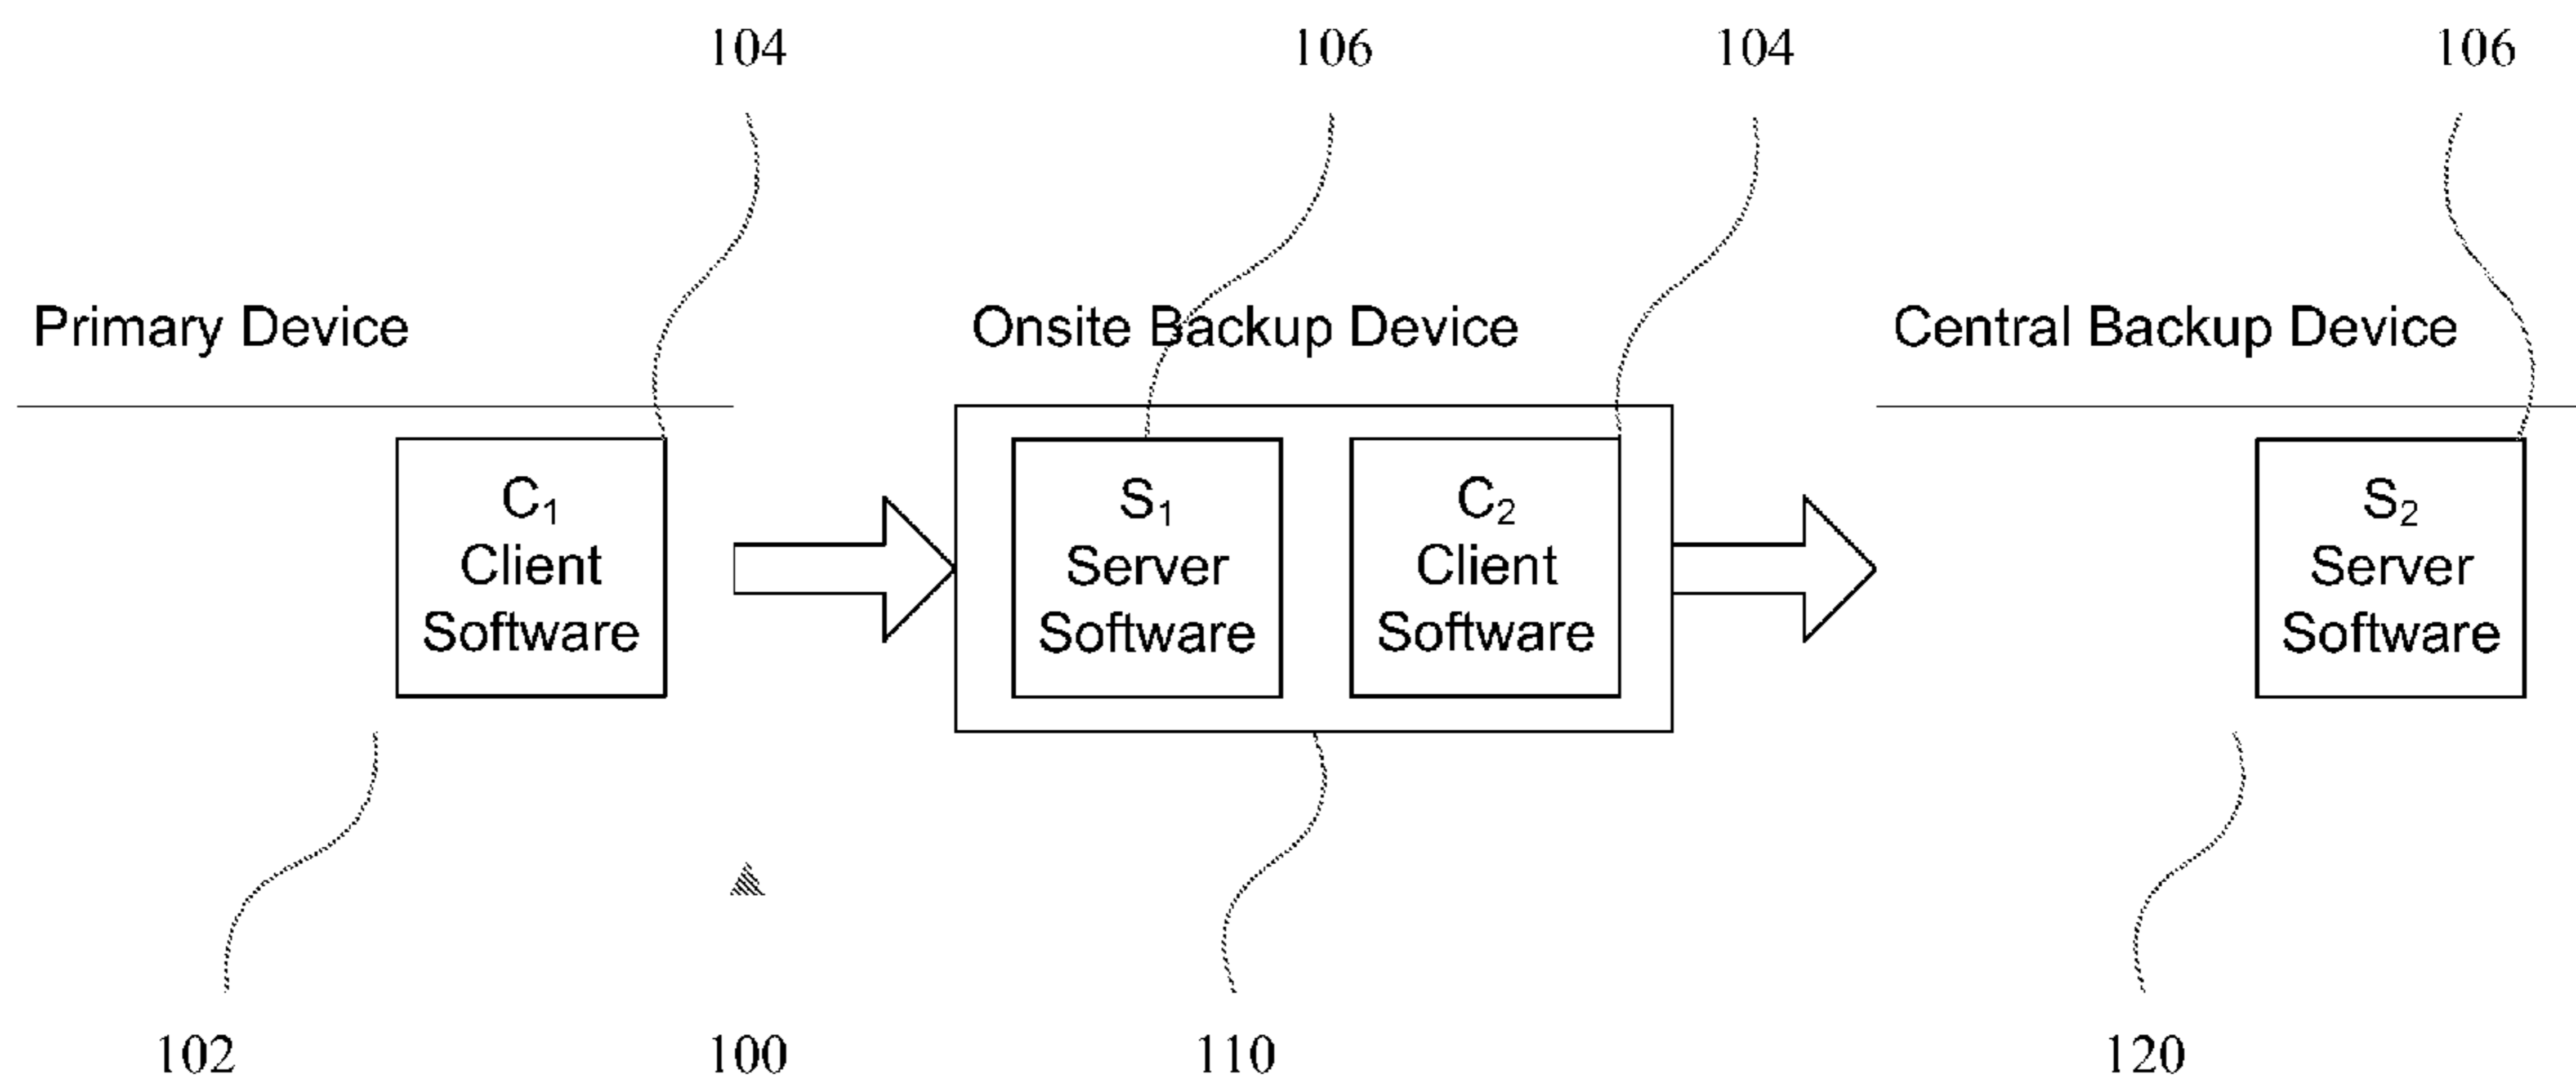 104
106
104
106
Primary Device
Onsite Backup Device
Central Backup Device
C₁
Client
Software
S₁
Server
Software
C₂
Client
Software
S₂
Server
Software
102
100
110
120